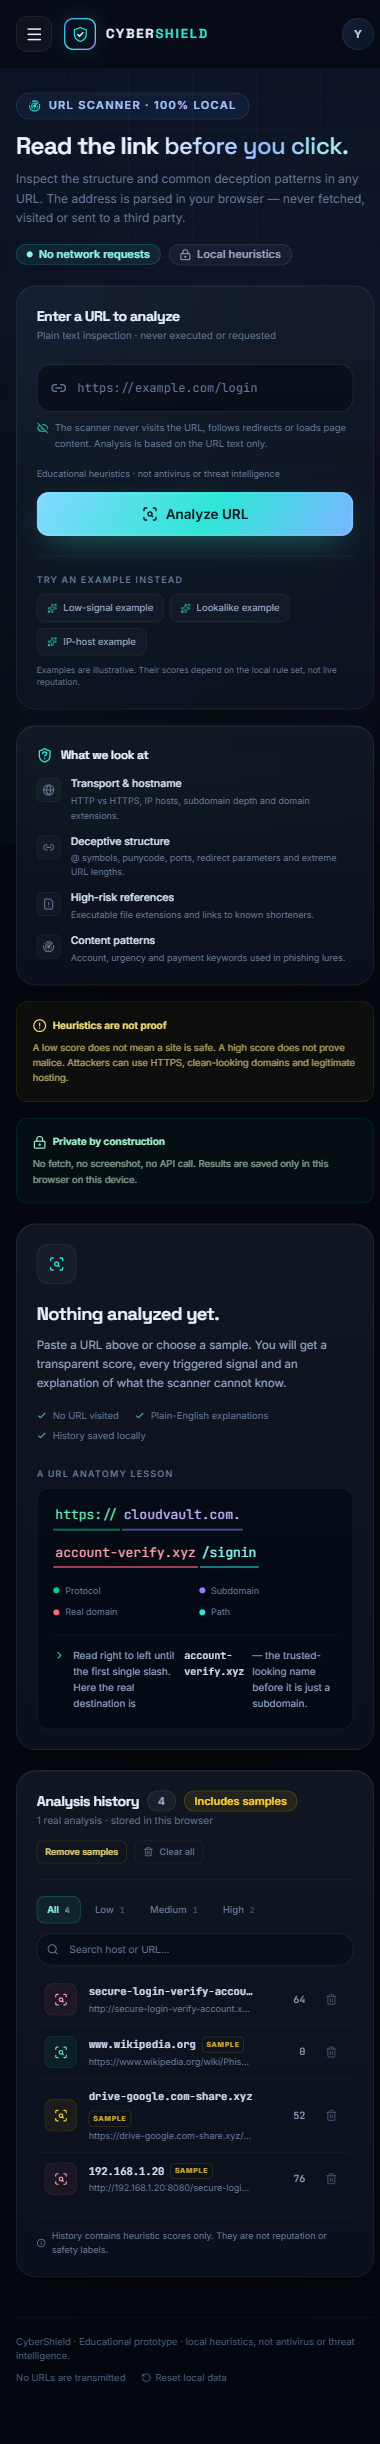 CYBERSHIELD
Y
URL SCANNER · 100% LOCAL
Read the link before you click.
Inspect the structure and common deception patterns in any
URL. The address is parsed in your browser — never fetched,
visited or sent to a third party.
No network requests
Local heuristics
Enter a URL to analyze
Plain text inspection · never executed or requested
https://example.com/login
The scanner never visits the URL, follows redirects or loads page
content. Analysis is based on the URL text only.
Educational heuristics · not antivirus or threat intelligence
Analyze URL
TRY AN EXAMPLE INSTEAD
Low-signal example
Lookalike example
IP-host example
Examples are illustrative. Their scores depend on the local rule set, not live
reputation.
What we look at
Transport & hostname
HTTP vs HTTPS, IP hosts, subdomain depth and domain
extensions.
Deceptive structure
@ symbols, punycode, ports, redirect parameters and extreme
URL lengths.
High-risk references
Executable file extensions and links to known shorteners.
Content patterns
Account, urgency and payment keywords used in phishing lures.
Heuristics are not proof
A low score does not mean a site is safe. A high score does not prove
malice. Attackers can use HTTPS, clean-looking domains and legitimate
hosting.
Private by construction
No fetch, no screenshot, no API call. Results are saved only in this
browser on this device.
Nothing analyzed yet.
Paste a URL above or choose a sample. You will get a
transparent score, every triggered signal and an
explanation of what the scanner cannot know.
No URL visited
Plain-English explanations
History saved locally
A URL ANATOMY LESSON
https:// cloudvault.com.
account-verify.xyz /signin
Protocol
Subdomain
Real domain
Path
Read right to left until
the first single slash.
Here the real
destination is
account-
verify.xyz
— the trusted-
looking name
before it is just a
subdomain.
Analysis history 4 Includes samples
1 real analysis · stored in this browser
Remove samples
Clear all
All 4
Low 1
Medium 1
High 2
Search host or URL...
secure-login-verify-accou…
http://secure-login-verify-account.x...
64
www.wikipedia.org SAMPLE
https://www.wikipedia.org/wiki/Phis...
0
drive-google.com-share.xyz
SAMPLE
https://drive-google.com-share.xyz/...
52
192.168.1.20 SAMPLE
http://192.168.1.20:8080/secure-logi...
76
History contains heuristic scores only. They are not reputation or
safety labels.
CyberShield · Educational prototype · local heuristics, not antivirus or threat
intelligence.
No URLs are transmitted
Reset local data